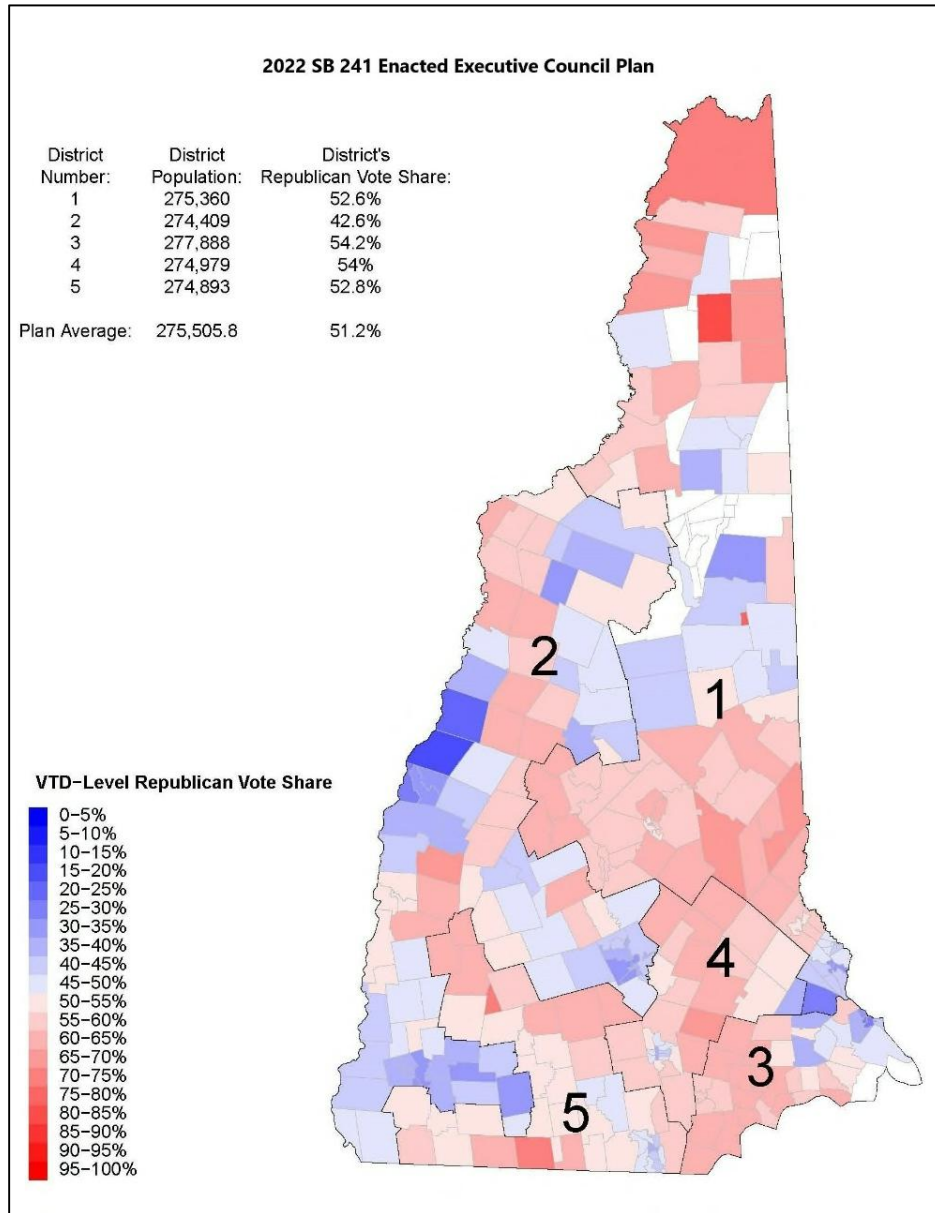 2022 SB 241 Enacted Executive Council Plan
District District District's
Number: Population: Republican Vote Share:
1 275,360 52.6%
2 274,409 42.6%
3 277,888 54.2%
4 274,979 54%
5 274,893 52.8%
Plan Average: 275,505.8 51.2%
2
1
VTD-Level Republican Vote Share
0-5%
5-10%
10-15%
15-20%
20-25%
25-30%
30-35%
35-40%
40-45%
45-50%
50-55%
55-60%
60-65%
65-70%
70-75%
75-80%
80-85%
85-90%
90-95%
95-100%
4
3
5